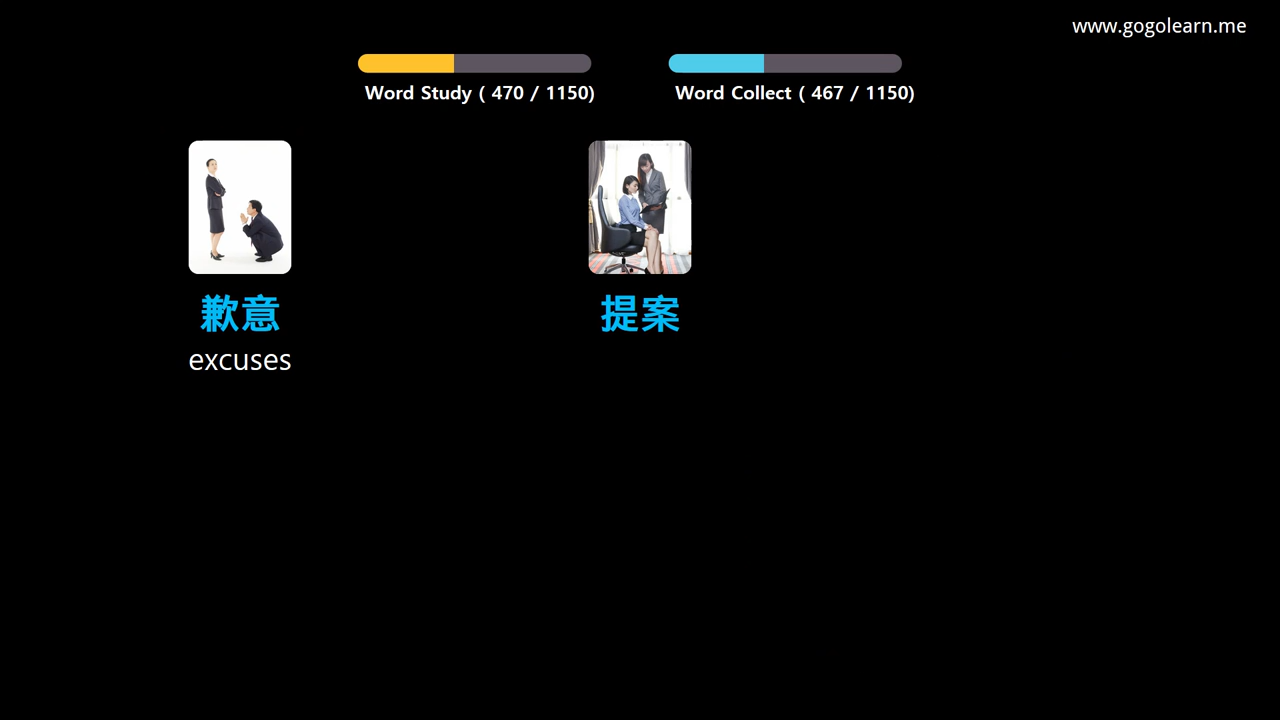 www.gogolearn.me
Word Study ( 470 / 1150)
Word Collect ( 467 / 1150)
歉意
excuses
提案